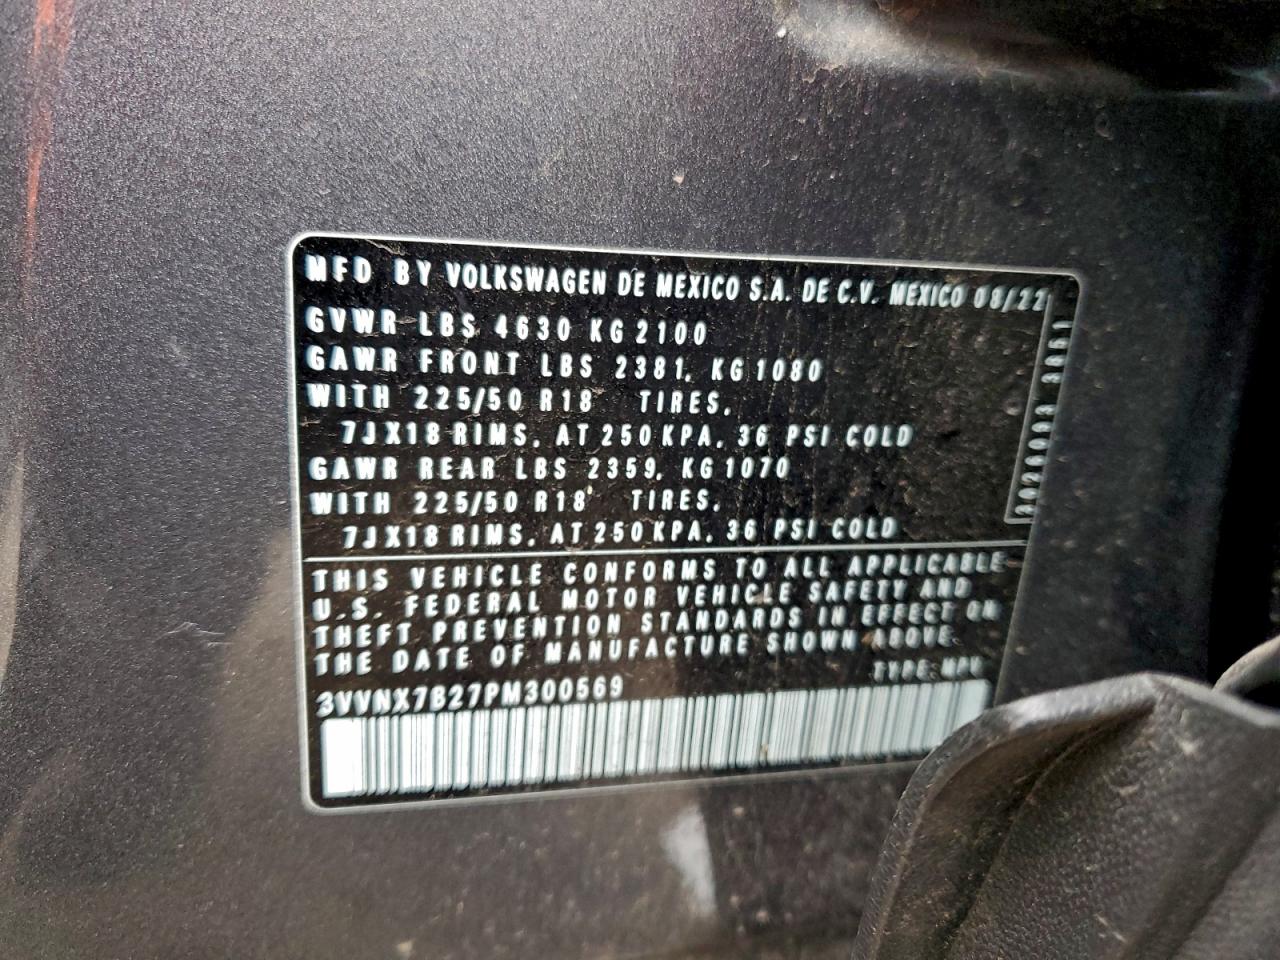 MFD BY VOLKSWAGEN DE MEXICO S.A. DE C.V. MEXICO 08/22
GVWR LBS 4630 KG 2100
GAWR FRONT LBS 2381, KG 1080
WITH 225/50 R18 TIRES,
7JX18 RIMS, AT 250 KPA, 36 PSI COLD
GAWR REAR LBS 2359, KG 1070
WITH 225/50 R18 TIRES,
7JX18 RIMS, AT 250 KPA, 36 PSI COLD
THIS VEHICLE CONFORMS TO ALL APPLICABLE
U.S. FEDERAL MOTOR VEHICLE SAFETY AND
THEFT PREVENTION STANDARDS IN EFFECT ON
THE DATE OF MANUFACTURE SHOWN ABOVE.
TYPE: MPV
3VVNX7B27PM300569